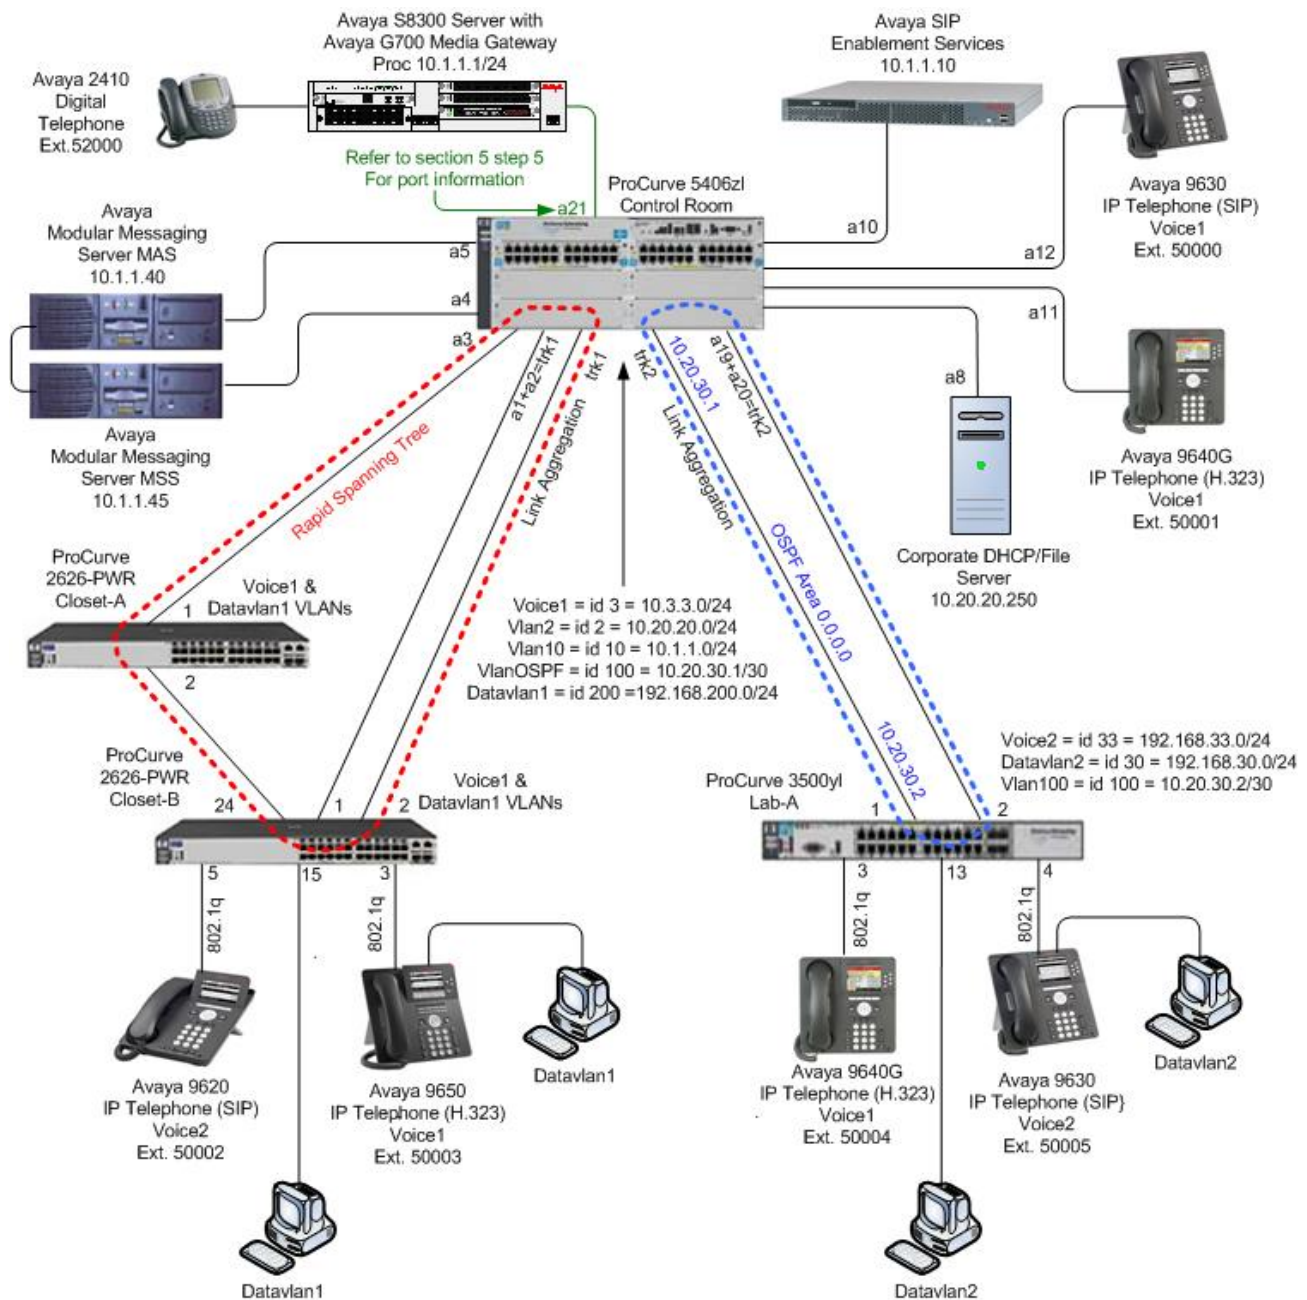 Avaya S8300 Server with
Avaya G700 Media Gateway
Proc 10.1.1.1/24
Avaya SIP
Enablement Services
10.1.1.10
Avaya 2410
Digital
Telephone
Ext.52000
Refer to section 5 step 5
For port information
a21
ProCurve 5406zl
Control Room
Avaya 9630
IP Telephone (SIP)
Voice1
Ext. 50000
Avaya
Modular Messaging
Server MAS
10.1.1.40
a5
a4
a3
a10
a12
a11
a8
a1+a2=trk1
trk1
Link Aggregation
Rapid Spanning Tree
trk2
10.20.30.1
a19+a20=trk2
Link Aggregation
OSPF Area 0.0.0.0
10.20.30.2
Avaya
Modular Messaging
Server MSS
10.1.1.45
Avaya 9640G
IP Telephone (H.323)
Voice1
Ext. 50001
Corporate DHCP/File
Server
10.20.20.250
ProCurve
2626-PWR
Closet-A
1
Voice1 &
Datavlan1 VLANs
2
Voice1 = id 3 = 10.3.3.0/24
Vlan2 = id 2 = 10.20.20.0/24
Vlan10 = id 10 = 10.1.1.0/24
VlanOSPF = id 100 = 10.20.30.1/30
Datavlan1 = id 200 =192.168.200.0/24
ProCurve
2626-PWR
Closet-B
24
1
2
Voice1 &
Datavlan1 VLANs
ProCurve 3500yl
Lab-A
1
2
Voice2 = id 33 = 192.168.33.0/24
Datavlan2 = id 30 = 192.168.30.0/24
Vlan100 = id 100 = 10.20.30.2/30
5
15
3
3
13
4
802.1q
802.1q
802.1q
802.1q
Avaya 9620
IP Telephone (SIP)
Voice2
Ext. 50002
Avaya 9650
IP Telephone (H.323)
Voice1
Ext. 50003
Datavlan1
Avaya 9640G
IP Telephone (H.323)
Voice1
Ext. 50004
Avaya 9630
IP Telephone (SIP}
Voice2
Ext. 50005
Datavlan2
Datavlan1
Datavlan2